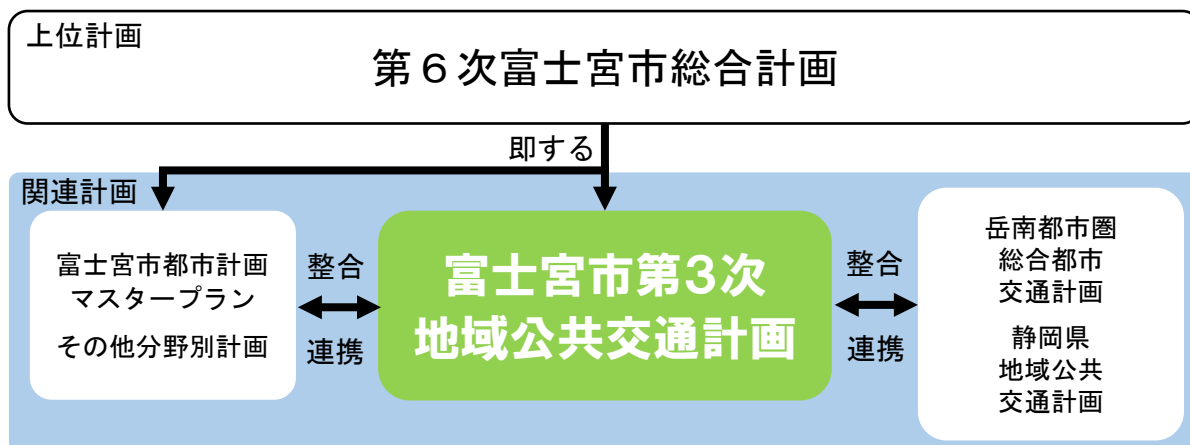 上位計画
第６次富士宮市総合計画
即する
関連計画
富士宮市都市計画
マスタープラン
その他分野別計画
整合
連携
富士宮市第3次
地域公共交通計画
整合
連携
岳南都市圏
総合都市
交通計画
静岡県
地域公共
交通計画